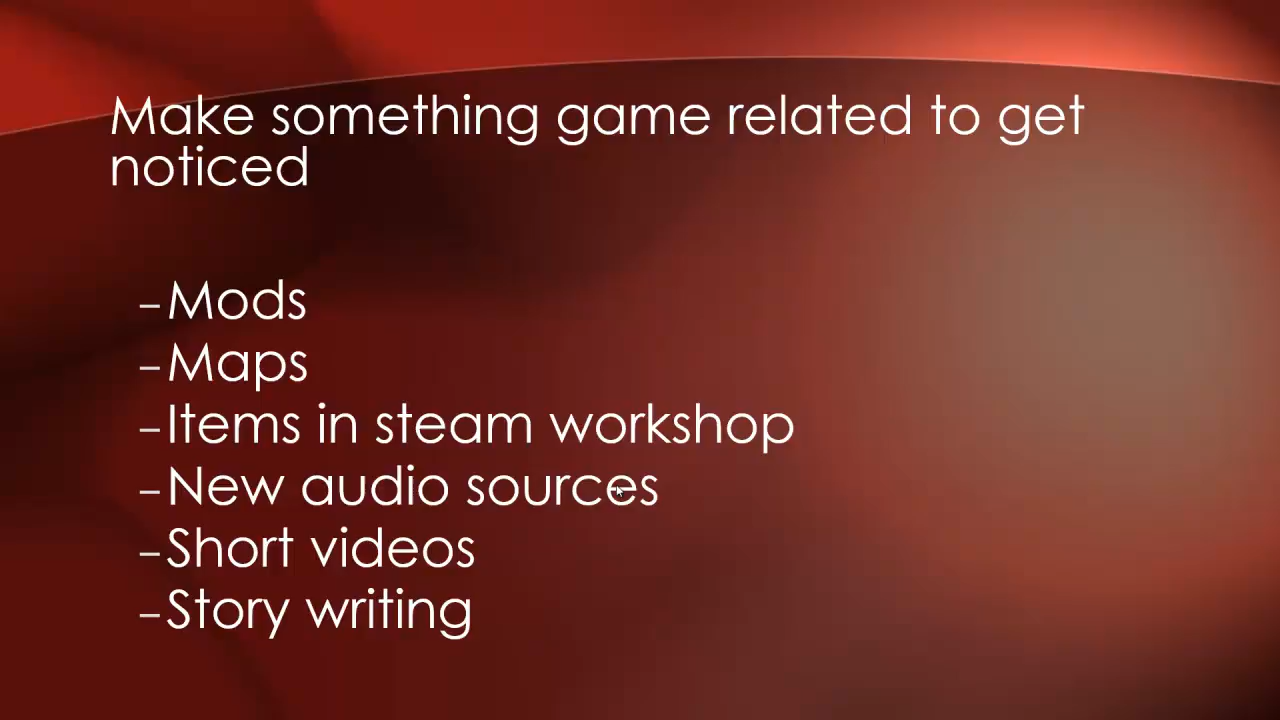 Make something game related to get
noticed
–Mods
–Maps
–Items in steam workshop
–New audio sources
–Short videos
–Story writing